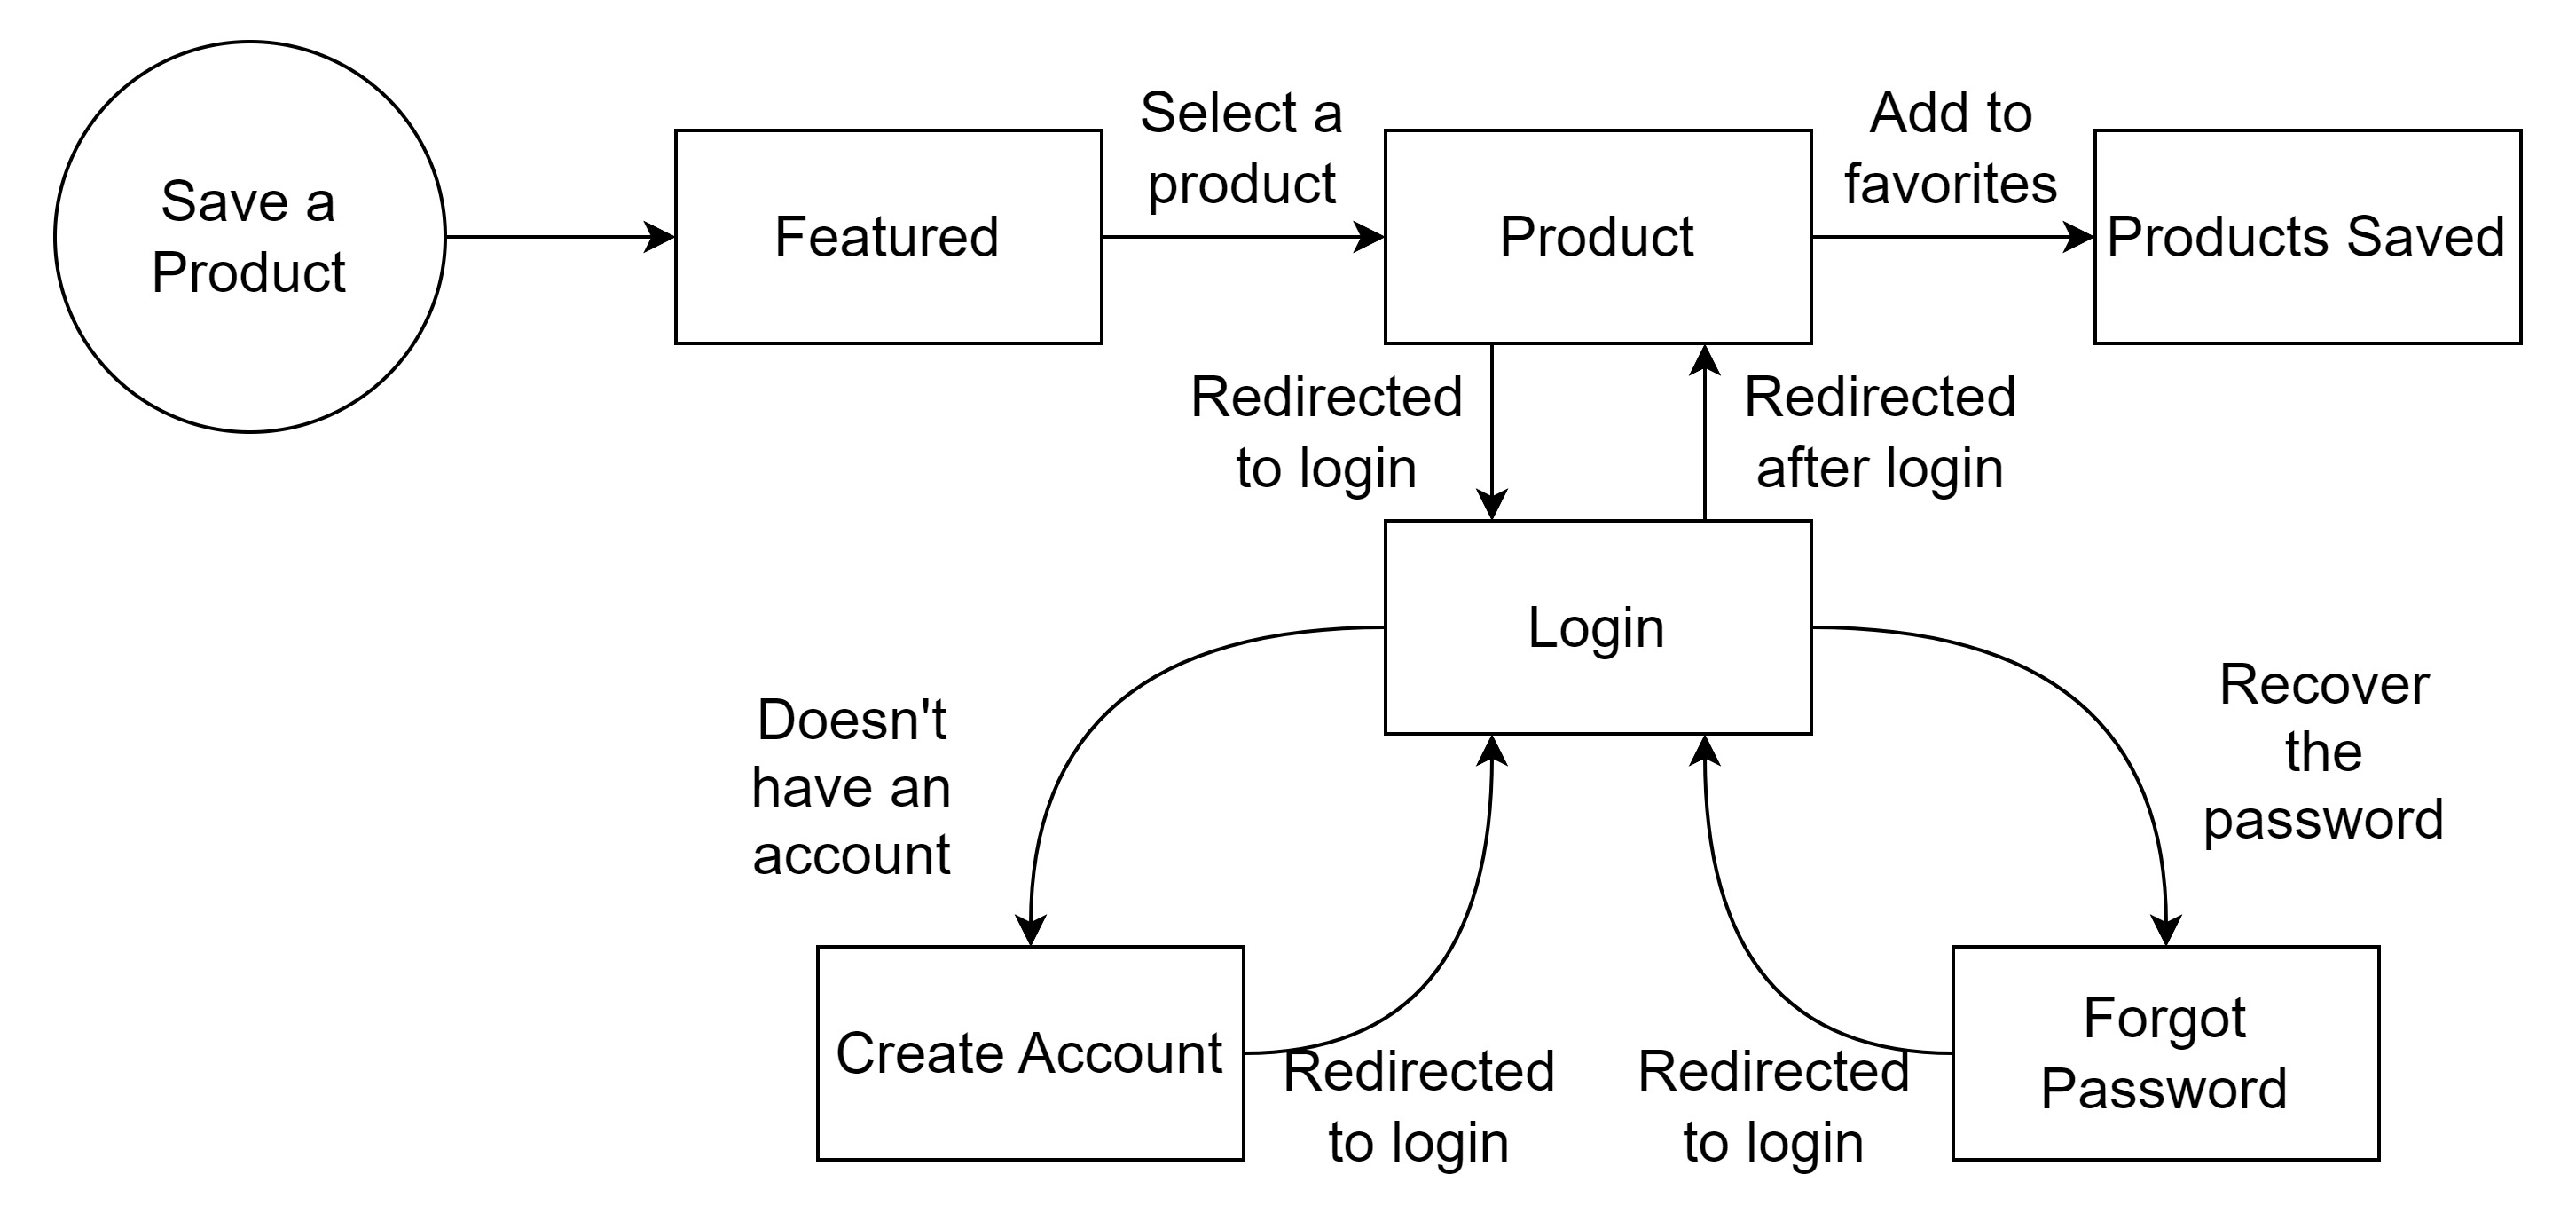 Save a
Product
Featured
Select a
product
Product
Add to
favorites
Products Saved
Redirected
to login
Redirected
after login
Login
Doesn't
have an
account
Recover
the
password
Create Account
Redirected
to login
Redirected
to login
Forgot
Password